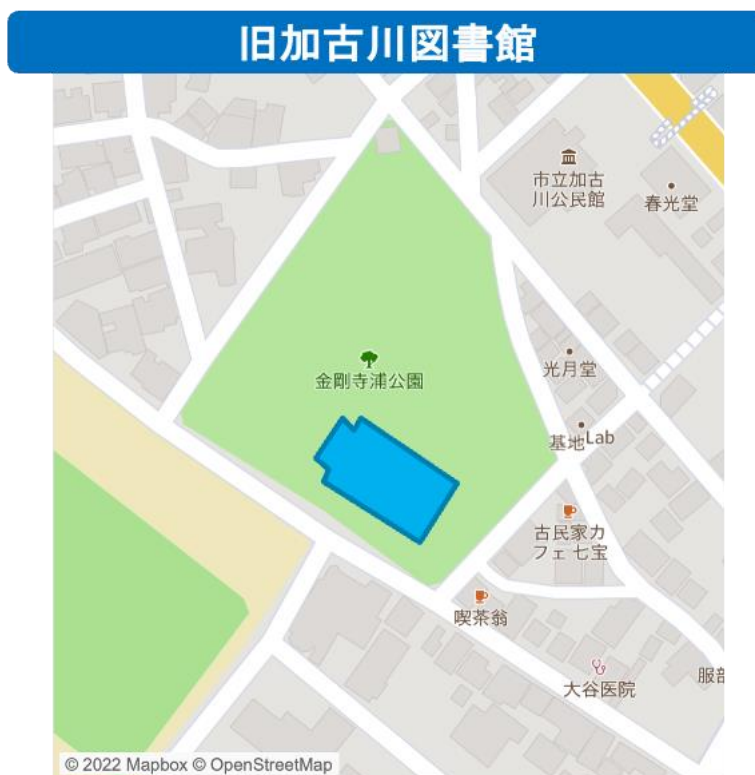 旧加古川図書館
市立加古
川公民館
春光堂
金剛寺浦公園
光月堂
基地Lab
古民家カ
フェ 七宝
喫茶翁
大谷医院
服部
© 2022 Mapbox © OpenStreetMap